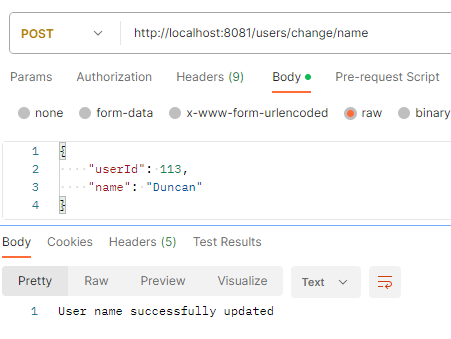 POST http://localhost:8081/users/change/name
Params Authorization Headers (9) Body Pre-request Script
none form-data x-www-form-urlencoded raw binary
1 {
2 "userId": 113,
3 "name": "Duncan"
4 }
Body Cookies Headers (5) Test Results
Pretty Raw Preview Visualize Text
1 User name successfully updated